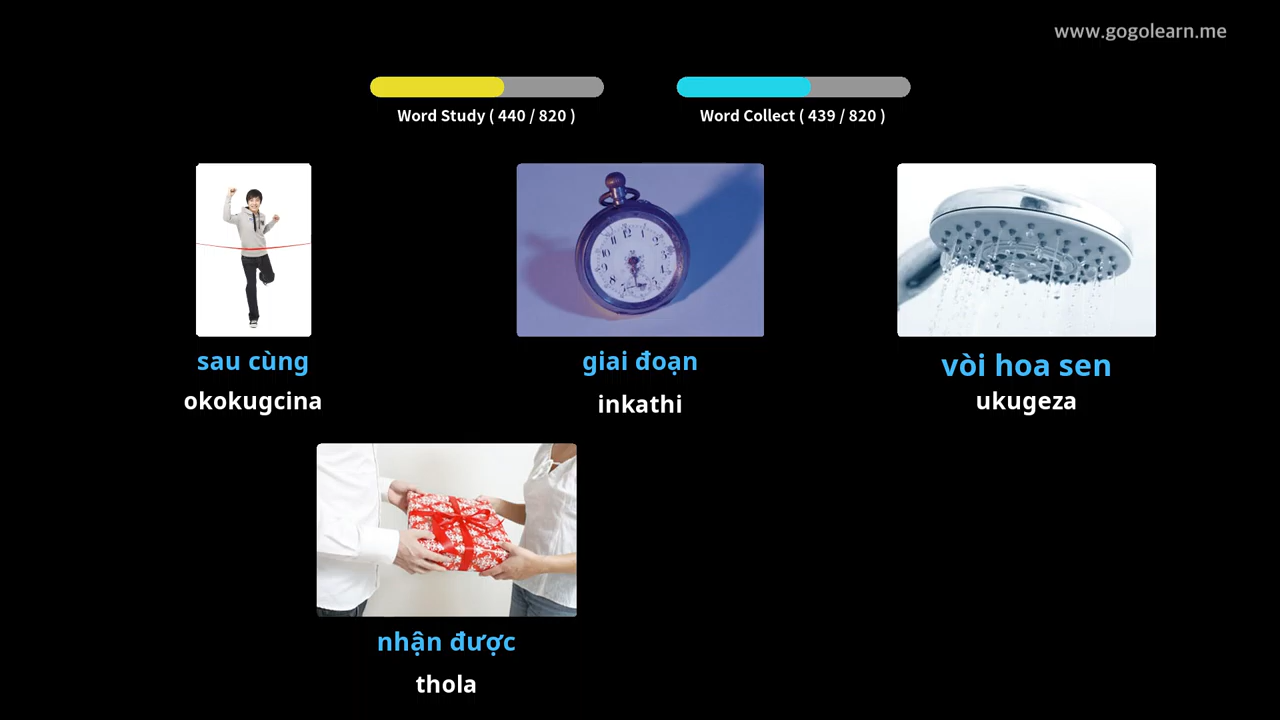 www.gogolearn.me
Word Study ( 440 / 820 )
Word Collect ( 439 / 820 )
sau cùng
okokugcina
giai đoạn
inkathi
vòi hoa sen
ukugeza
nhận được
thola